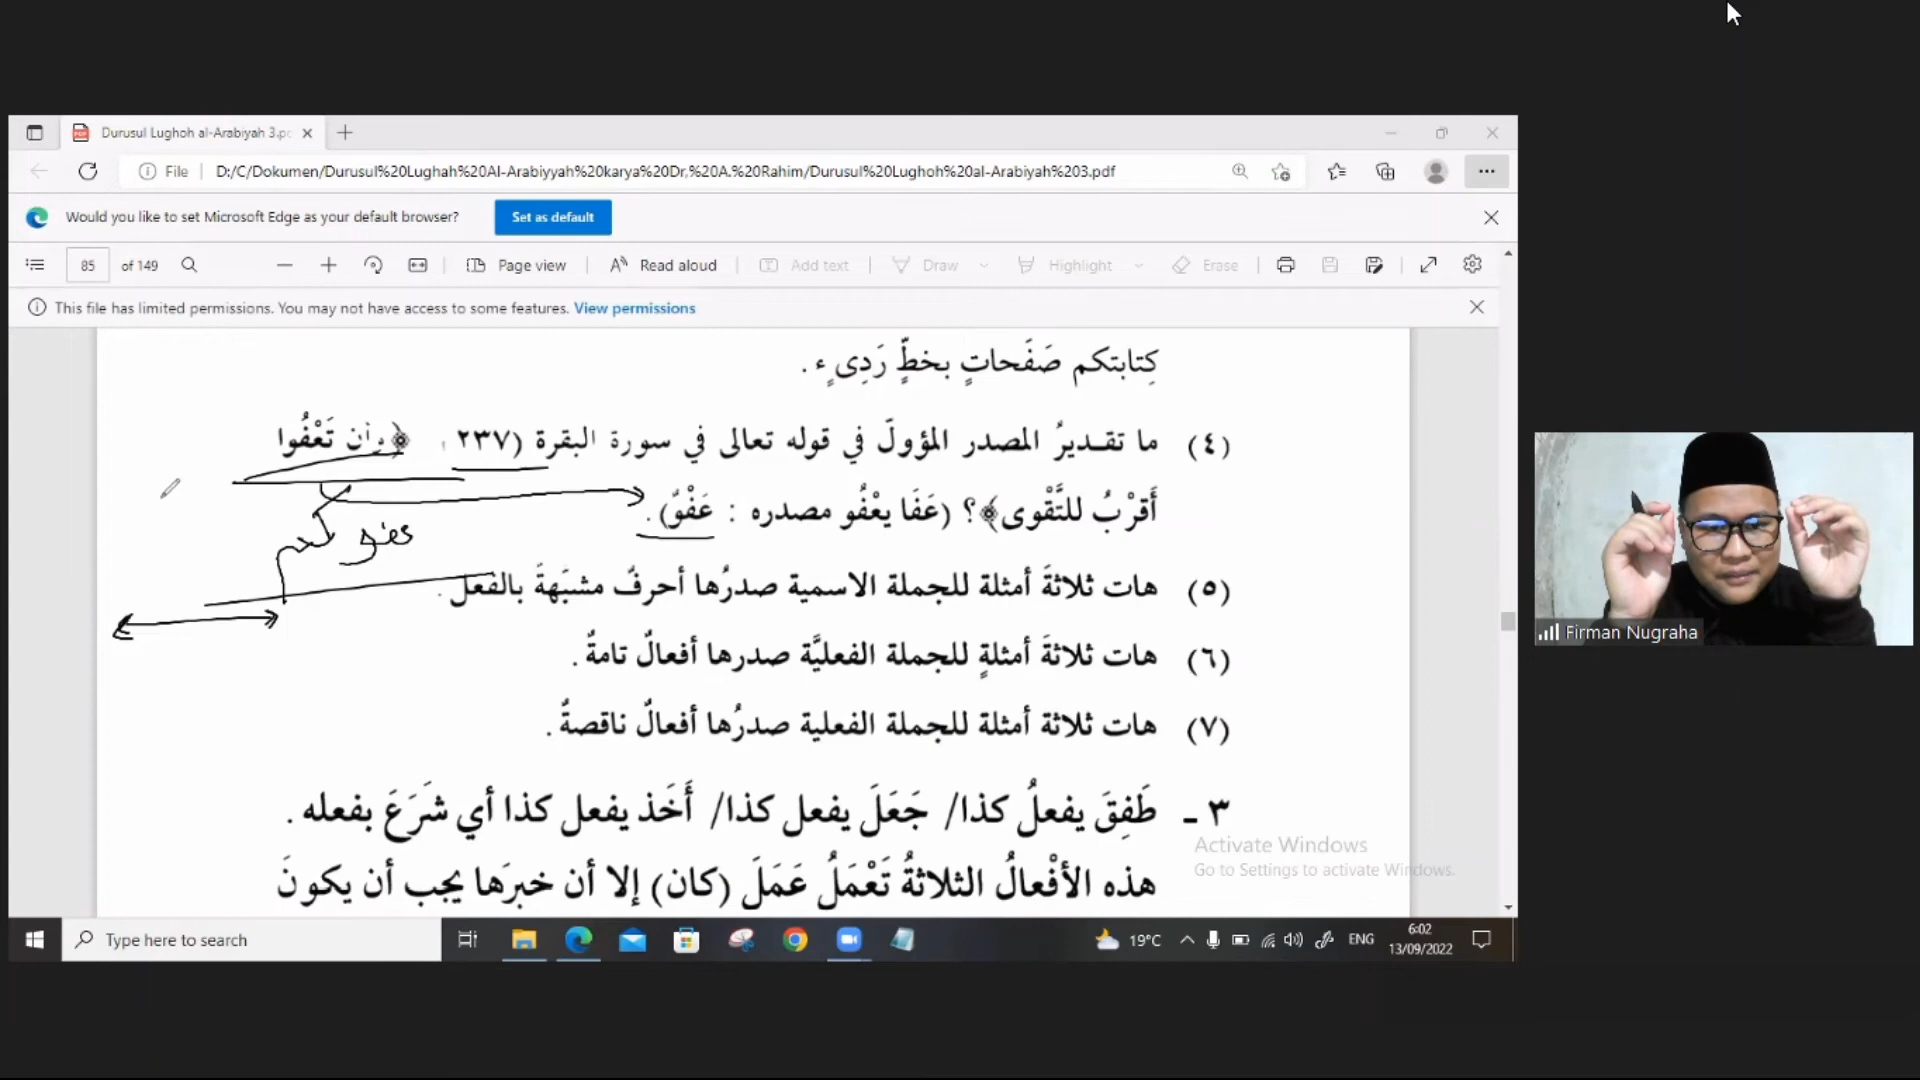 Durusul Lughoh al-Arabiyah 3.pc
File D:/C/Dokumen/Durusul%20Lughah%20Al-Arabiyyah%20karya%20Dr,%20A.%20Rahim/Durusul%20Lughoh%20al-Arabiyah%203.pdf
Would you like to set Microsoft Edge as your default browser? Set as default
85 of 149 Page view Read aloud Add text Draw Highlight Erase
This file has limited permissions. You may not have access to some features. View permissions
كِتابتكم صَفَحاتٍ بخطٍّ رَدِىءٍ .
(٤) ما تقديرُ المصدر المؤولّ في قوله تعالى في سورة البقرة (٢٣٧ ﴿وأن تَعْفُوا
أَقرْبُ للتَّقْوى﴾؟ (عَفَا يعْفُو مصدره : عَفْوٌ) .
عفو
(٥) هات ثلاثةَ أمثلة للجملة الاسمية صدرُها أحرفٌ مشبَهةَ بالفعل .
(٦) هات ثلاثةَ أمثلةٍ للجملة الفعليَّة صدرها أفعالٌ تامةٌ .
(٧) هات ثلاثة أمثلة للجملة الفعلية صدرُها أفعالٌ ناقصةٌ .
٣ ـ طَفِقَ يفعلُ كذا/ جَعَلَ يفعل كذا/ أَخَذ يفعل كذا أي شَرَعَ بفعله .
هذه الأفْعالُ الثلاثةُ تَعْمَلُ عَمَلَ (كان) إلا أن خبرَها يجب أن يكونَ
Activate Windows
Go to Settings to activate Windows.
Firman Nugraha
Type here to search
19°C ENG 6:02
13/09/2022